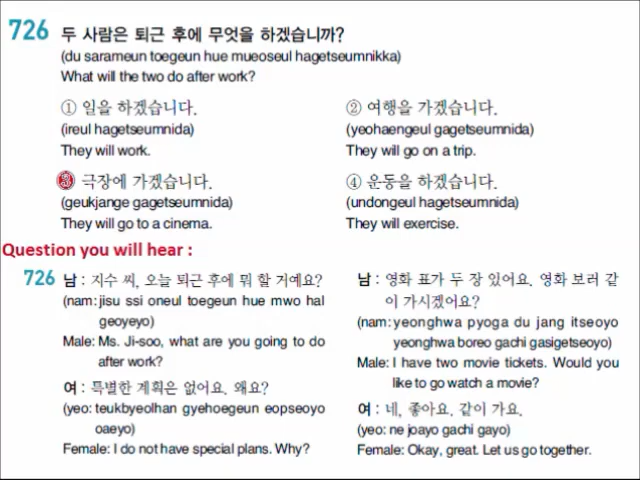 726 두 사람은 퇴근 후에 무엇을 하겠습니까?
(du sarameun toegeun hue mueoseul hagetseumnikka)
What will the two do after work?
① 일을 하겠습니다.
(ireul hagetseumnida)
They will work.
② 여행을 가겠습니다.
(yeohaengeul gagetseumnida)
They will go on a trip.
③ 극장에 가겠습니다.
(geukjange gagetseumnida)
They will go to a cinema.
④ 운동을 하겠습니다.
(undongeul hagetseumnida)
They will exercise.
Question you will hear :
726 남 : 지수 씨, 오늘 퇴근 후에 뭐 할 거예요?
(nam: jisu ssi oneul toegeun hue mwo hal
geoyeyo)
Male: Ms. Ji-soo, what are you going to do
after work?
여 : 특별한 계획은 없어요. 왜요?
(yeo: teukbyeolhan gyehoegeun eopseoyo
oaeyo)
Female: I do not have special plans. Why?
남 : 영화 표가 두 장 있어요. 영화 보러 같
이 가시겠어요?
(nam: yeonghwa pyoga du jang itseoyo
yeonghwa boreo gachi gasigetseoyo)
Male: I have two movie tickets. Would you
like to go watch a movie?
여 : 네, 좋아요. 같이 가요.
(yeo: ne joayo gachi gayo)
Female: Okay, great. Let us go together.